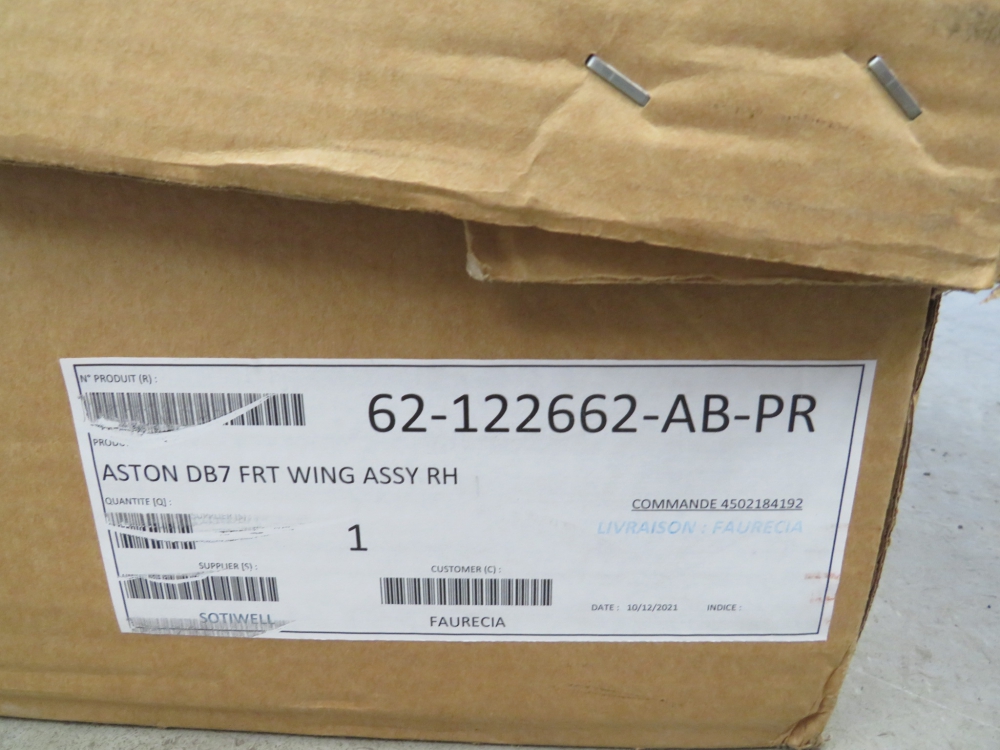 N° PRODUIT (R) :
62-122662-AB-PR
ASTON DB7 FRT WING ASSY RH
QUANTITE [Q] :
1
COMMANDE 4502184192
LIVRAISON : FAURECIA
SUPPLIER [S] :
CUSTOMER (C) :
SOTIWELL
FAURECIA
DATE : 10/12/2021
INDICE :